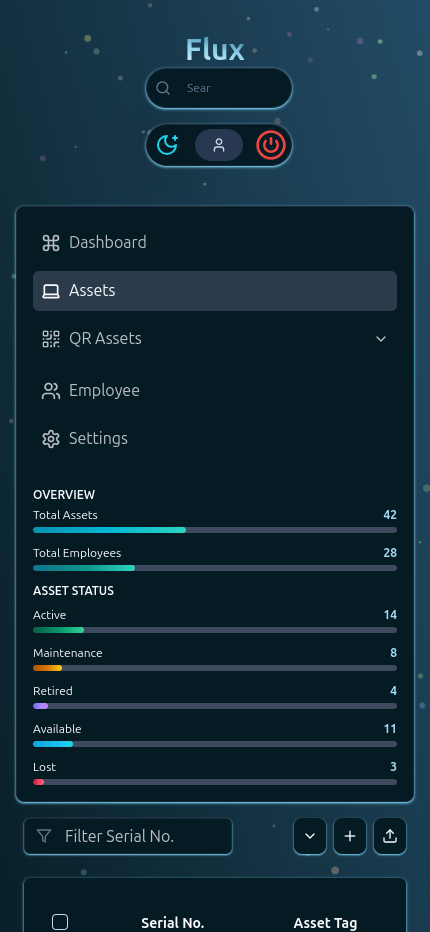 Flux
Sear
Dashboard
Assets
QR Assets
Employee
Settings
OVERVIEW
Total Assets 42
Total Employees 28
ASSET STATUS
Active 14
Maintenance 8
Retired 4
Available 11
Lost 3
Filter Serial No.
Serial No. Asset Tag